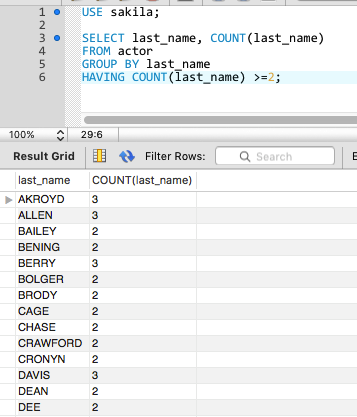 1 USE sakila;
2
3 SELECT last_name, COUNT(last_name)
4 FROM actor
5 GROUP BY last_name
6 HAVING COUNT(last_name) >=2;
100% 29:6
Result Grid Filter Rows: Search E
last_name COUNT(last_name)
AKROYD 3
ALLEN 3
BAILEY 2
BENING 2
BERRY 3
BOLGER 2
BRODY 2
CAGE 2
CHASE 2
CRAWFORD 2
CRONYN 2
DAVIS 3
DEAN 2
DEE 2